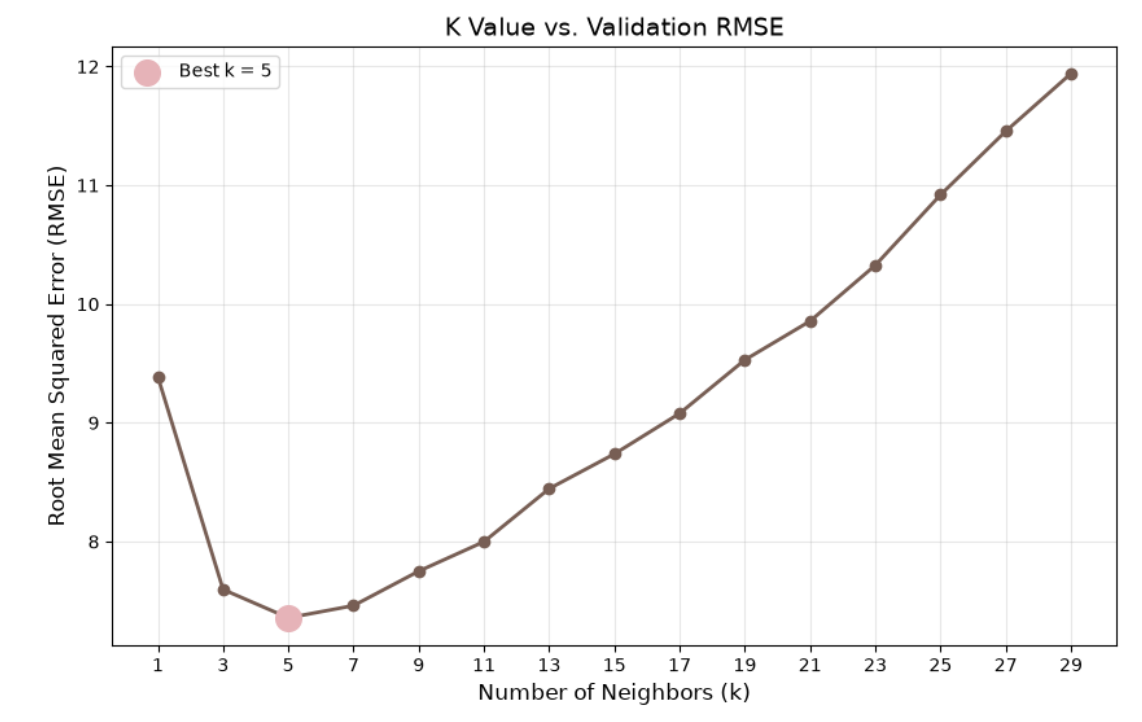 K Value vs. Validation RMSE
Best k = 5
Root Mean Squared Error (RMSE)
12
11
10
9
8
1 3 5 7 9 11 13 15 17 19 21 23 25 27 29
Number of Neighbors (k)